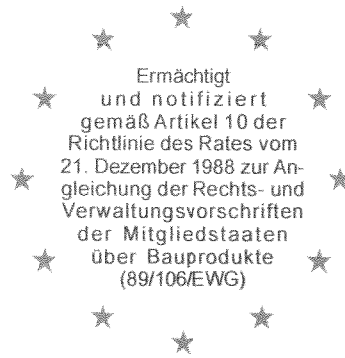 Ermächtigt
und notifiziert
gemäß Artikel 10 der
Richtlinie des Rates vom
21. Dezember 1988 zur An-
gleichung der Rechts- und
Verwaltungsvorschriften
der Mitgliedstaaten
über Bauprodukte
(89/106/EWG)